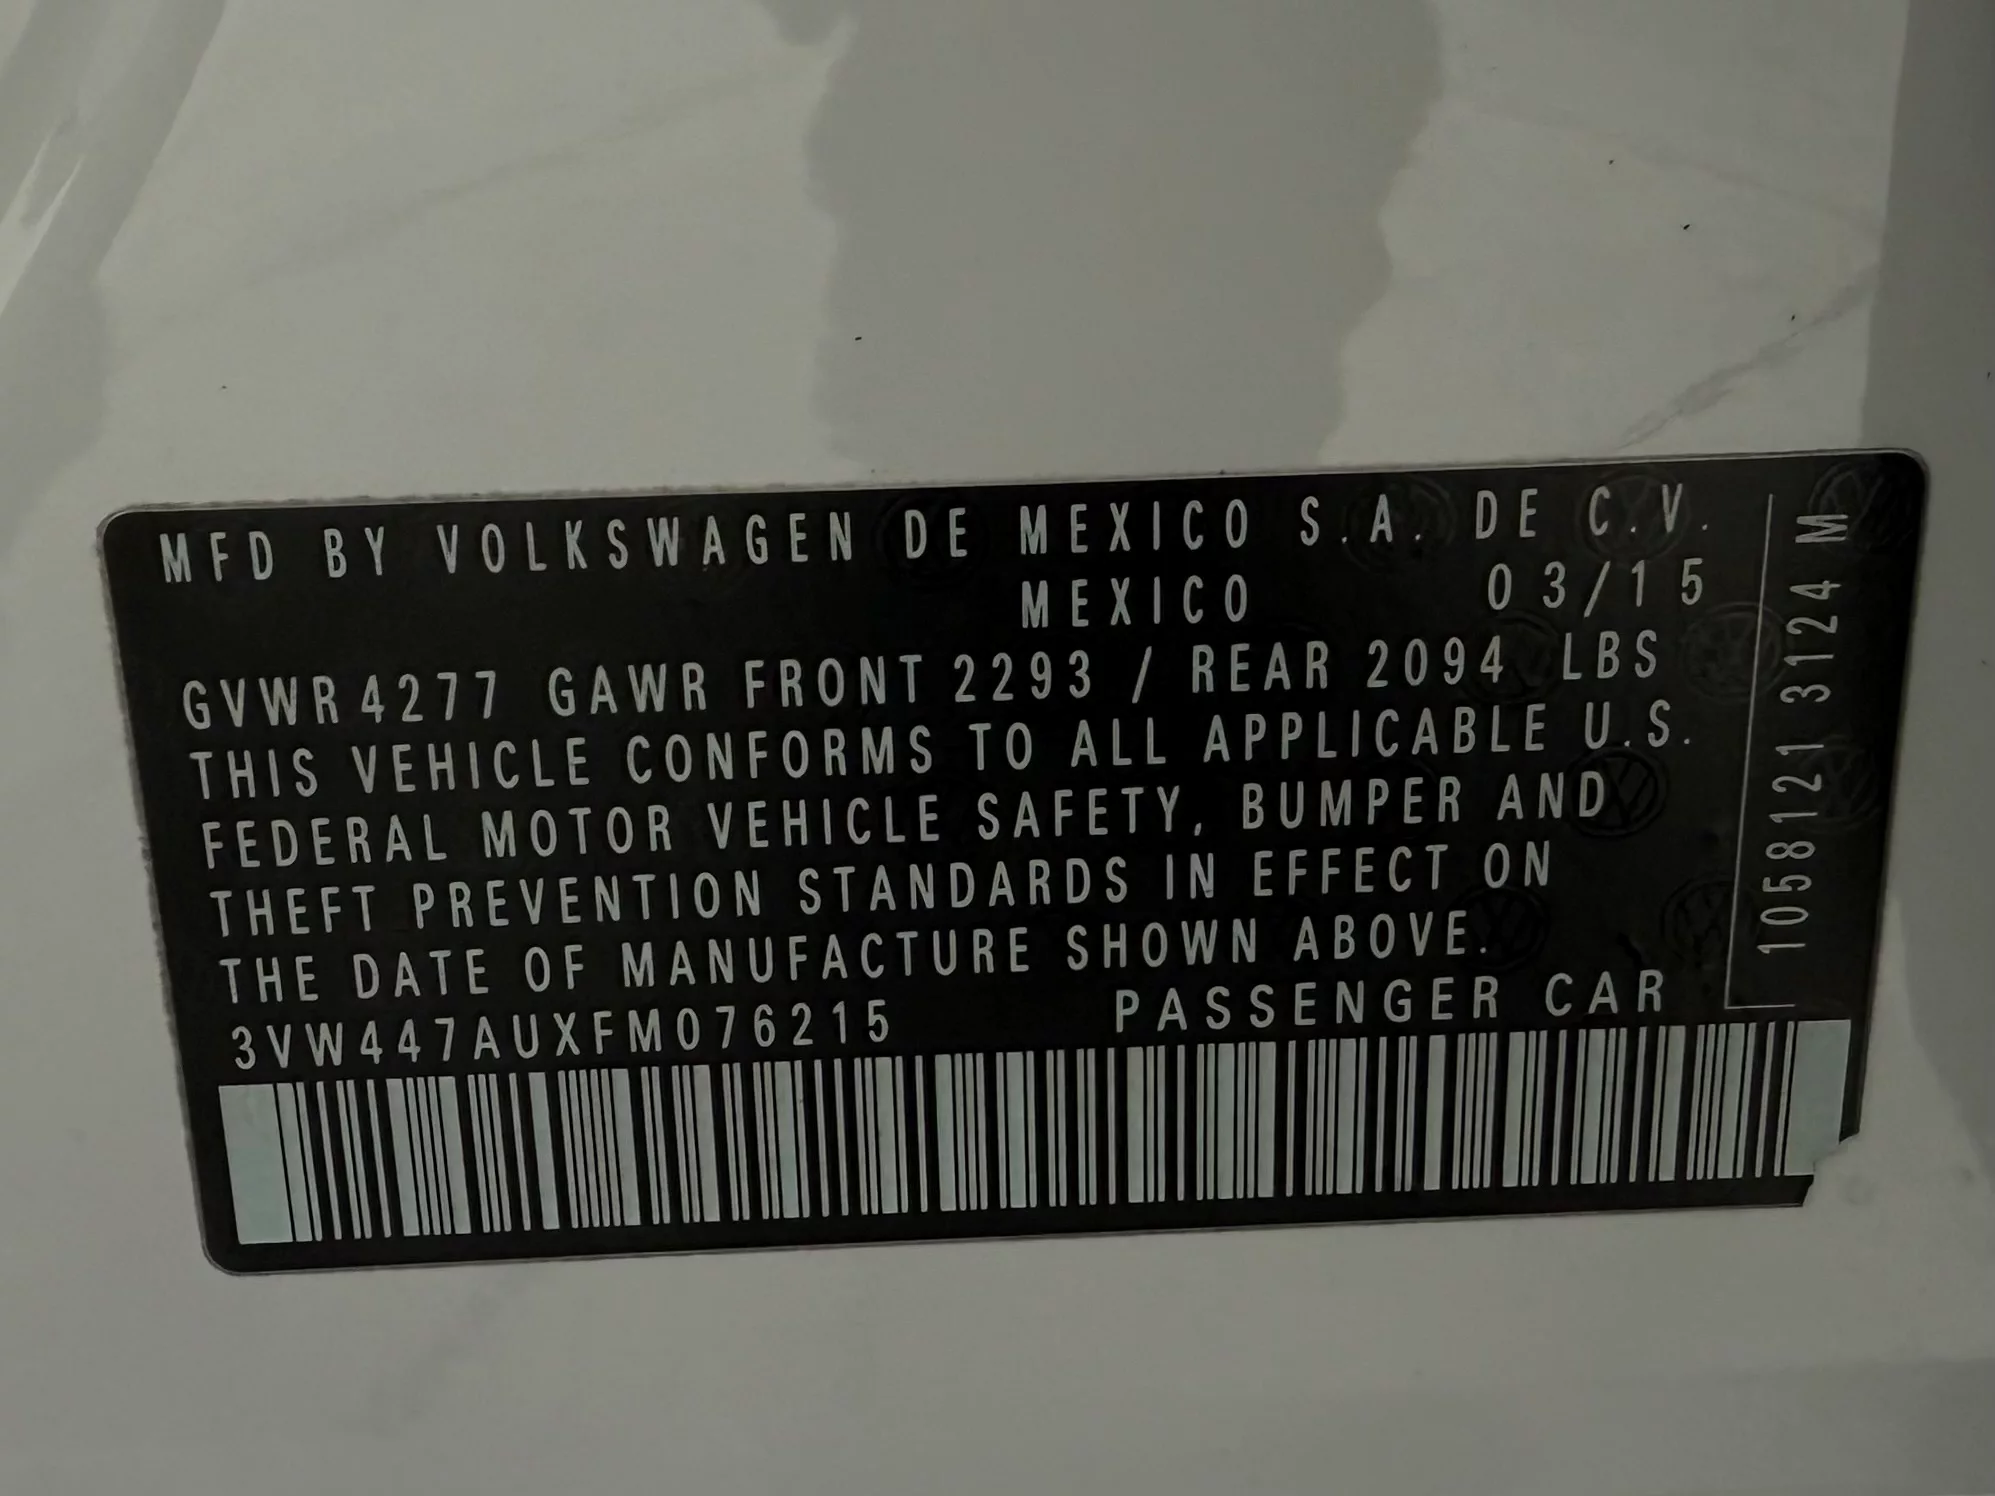 MFD BY VOLKSWAGEN DE MEXICO S.A. DE C.V.
MEXICO 03/15
GVWR 4277 GAWR FRONT 2293 / REAR 2094 LBS
THIS VEHICLE CONFORMS TO ALL APPLICABLE U.S.
FEDERAL MOTOR VEHICLE SAFETY, BUMPER AND
THEFT PREVENTION STANDARDS IN EFFECT ON
THE DATE OF MANUFACTURE SHOWN ABOVE.
3VW447AUXFM076215 PASSENGER CAR
1058121 3124 M